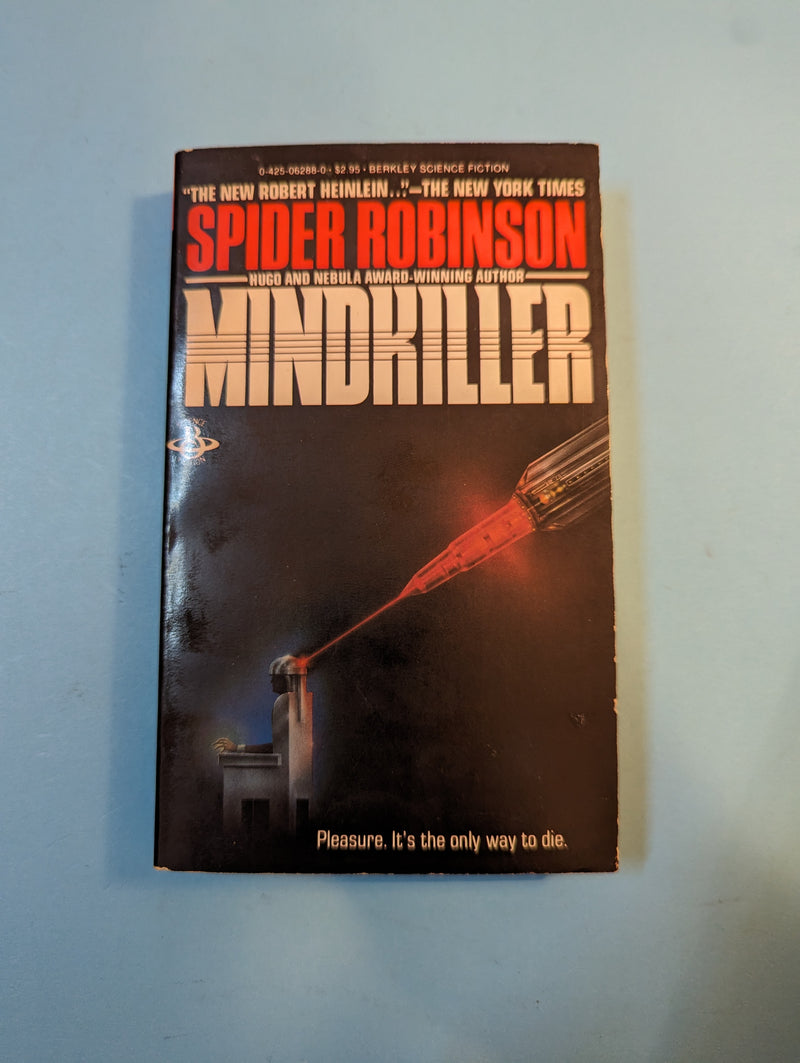 0-425-06288-0 • $2.95 • BERKLEY SCIENCE FICTION
"THE NEW ROBERT HEINLEIN..."—THE NEW YORK TIMES
SPIDER ROBINSON
HUGO AND NEBULA AWARD-WINNING AUTHOR
MINDKILLER
B
Pleasure. It's the only way to die.